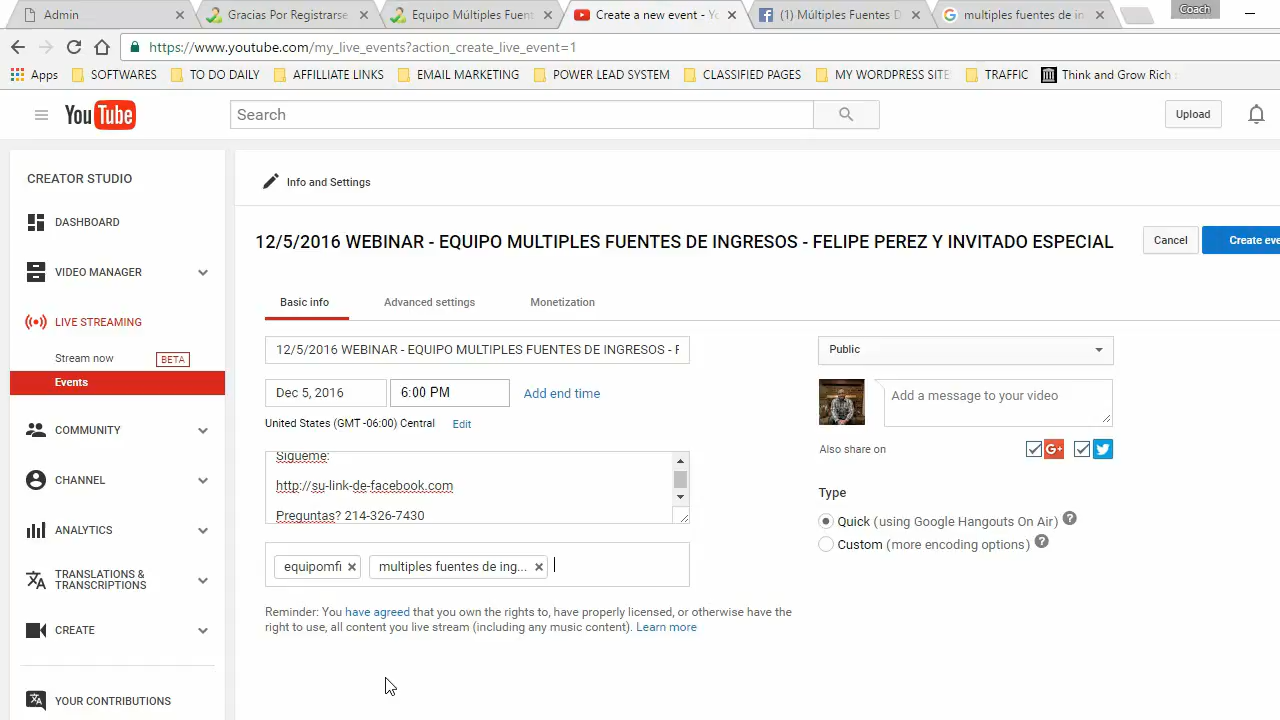 Admin
Gracias Por Registrarse
Equipo Múltiples Fuent
Create a new event - Yo
(1) Múltiples Fuentes D
multiples fuentes de in
Coach
https://www.youtube.com/my_live_events?action_create_live_event=1
Apps
SOFTWARES
TO DO DAILY
AFFILLIATE LINKS
EMAIL MARKETING
POWER LEAD SYSTEM
CLASSIFIED PAGES
MY WORDPRESS SITE
TRAFFIC
Think and Grow Rich
YouTube
Search
Upload
CREATOR STUDIO
DASHBOARD
VIDEO MANAGER
LIVE STREAMING
Stream now
BETA
Events
COMMUNITY
CHANNEL
ANALYTICS
TRANSLATIONS &
TRANSCRIPTIONS
CREATE
YOUR CONTRIBUTIONS
Info and Settings
12/5/2016 WEBINAR - EQUIPO MULTIPLES FUENTES DE INGRESOS - FELIPE PEREZ Y INVITADO ESPECIAL
Cancel
Create eve
Basic info
Advanced settings
Monetization
12/5/2016 WEBINAR - EQUIPO MULTIPLES FUENTES DE INGRESOS - F
Dec 5, 2016
6:00 PM
Add end time
United States (GMT -06:00) Central
Edit
Sigueme:
http://su-link-de-facebook.com
Preguntas? 214-326-7430
equipomfi
multiples fuentes de ing...
Reminder: You have agreed that you own the rights to, have properly licensed, or otherwise have the
right to use, all content you live stream (including any music content). Learn more
Public
Add a message to your video
Also share on
G+
Type
Quick (using Google Hangouts On Air) ?
Custom (more encoding options) ?